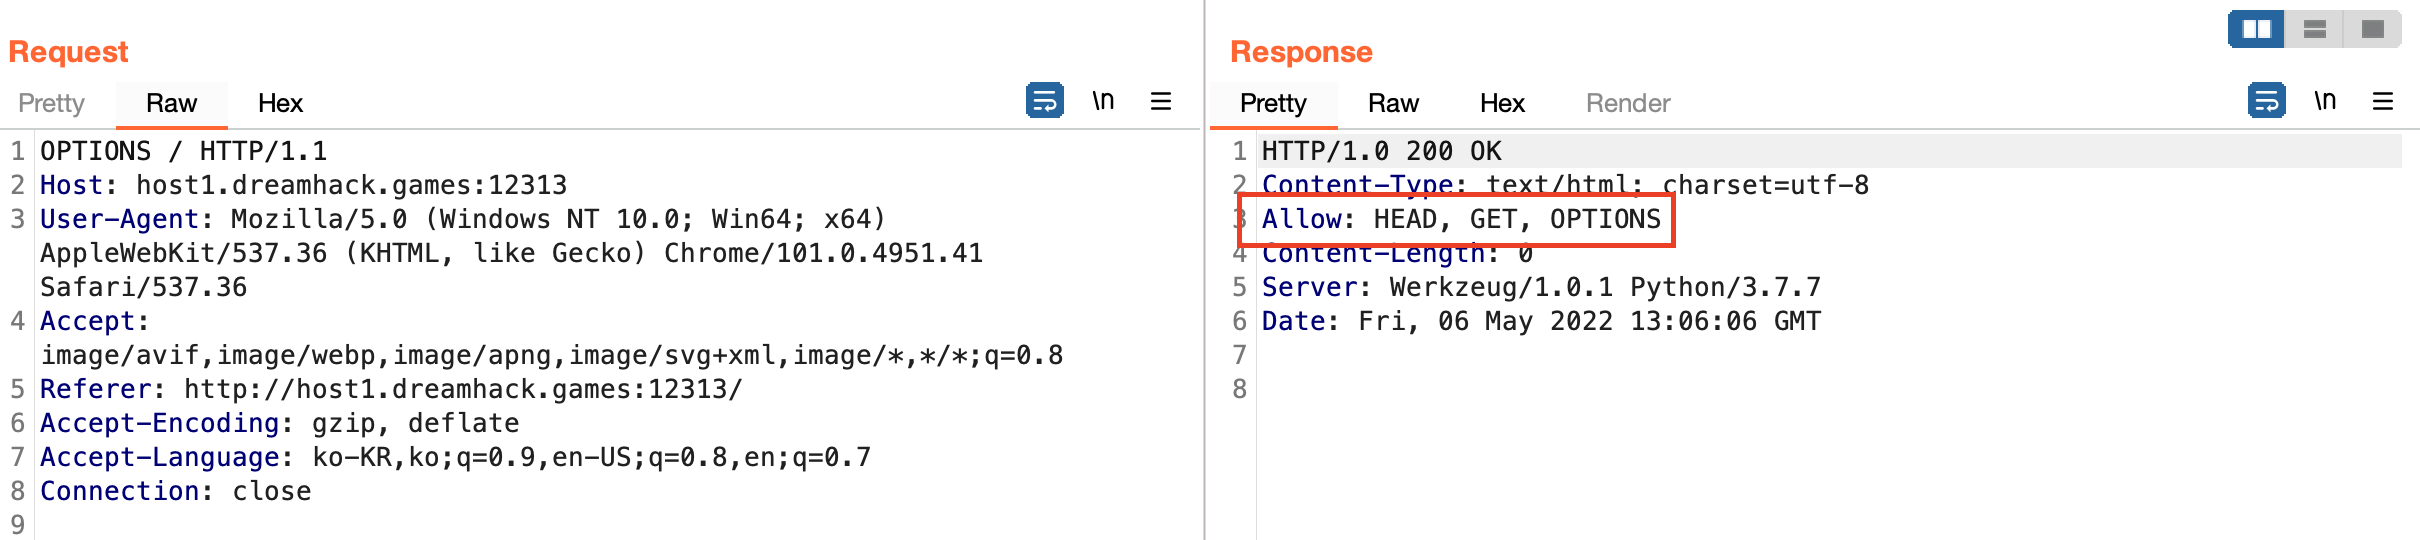 Request
Pretty Raw Hex \n
1 OPTIONS / HTTP/1.1
2 Host: host1.dreamhack.games:12313
3 User-Agent: Mozilla/5.0 (Windows NT 10.0; Win64; x64)
AppleWebKit/537.36 (KHTML, like Gecko) Chrome/101.0.4951.41
Safari/537.36
4 Accept:
image/avif,image/webp,image/apng,image/svg+xml,image/*,*/*;q=0.8
5 Referer: http://host1.dreamhack.games:12313/
6 Accept-Encoding: gzip, deflate
7 Accept-Language: ko-KR,ko;q=0.9,en-US;q=0.8,en;q=0.7
8 Connection: close
9
Response
Pretty Raw Hex Render \n
1 HTTP/1.0 200 OK
2 Content-Type: text/html; charset=utf-8
3 Allow: HEAD, GET, OPTIONS
4 Content-Length: 0
5 Server: Werkzeug/1.0.1 Python/3.7.7
6 Date: Fri, 06 May 2022 13:06:06 GMT
7
8